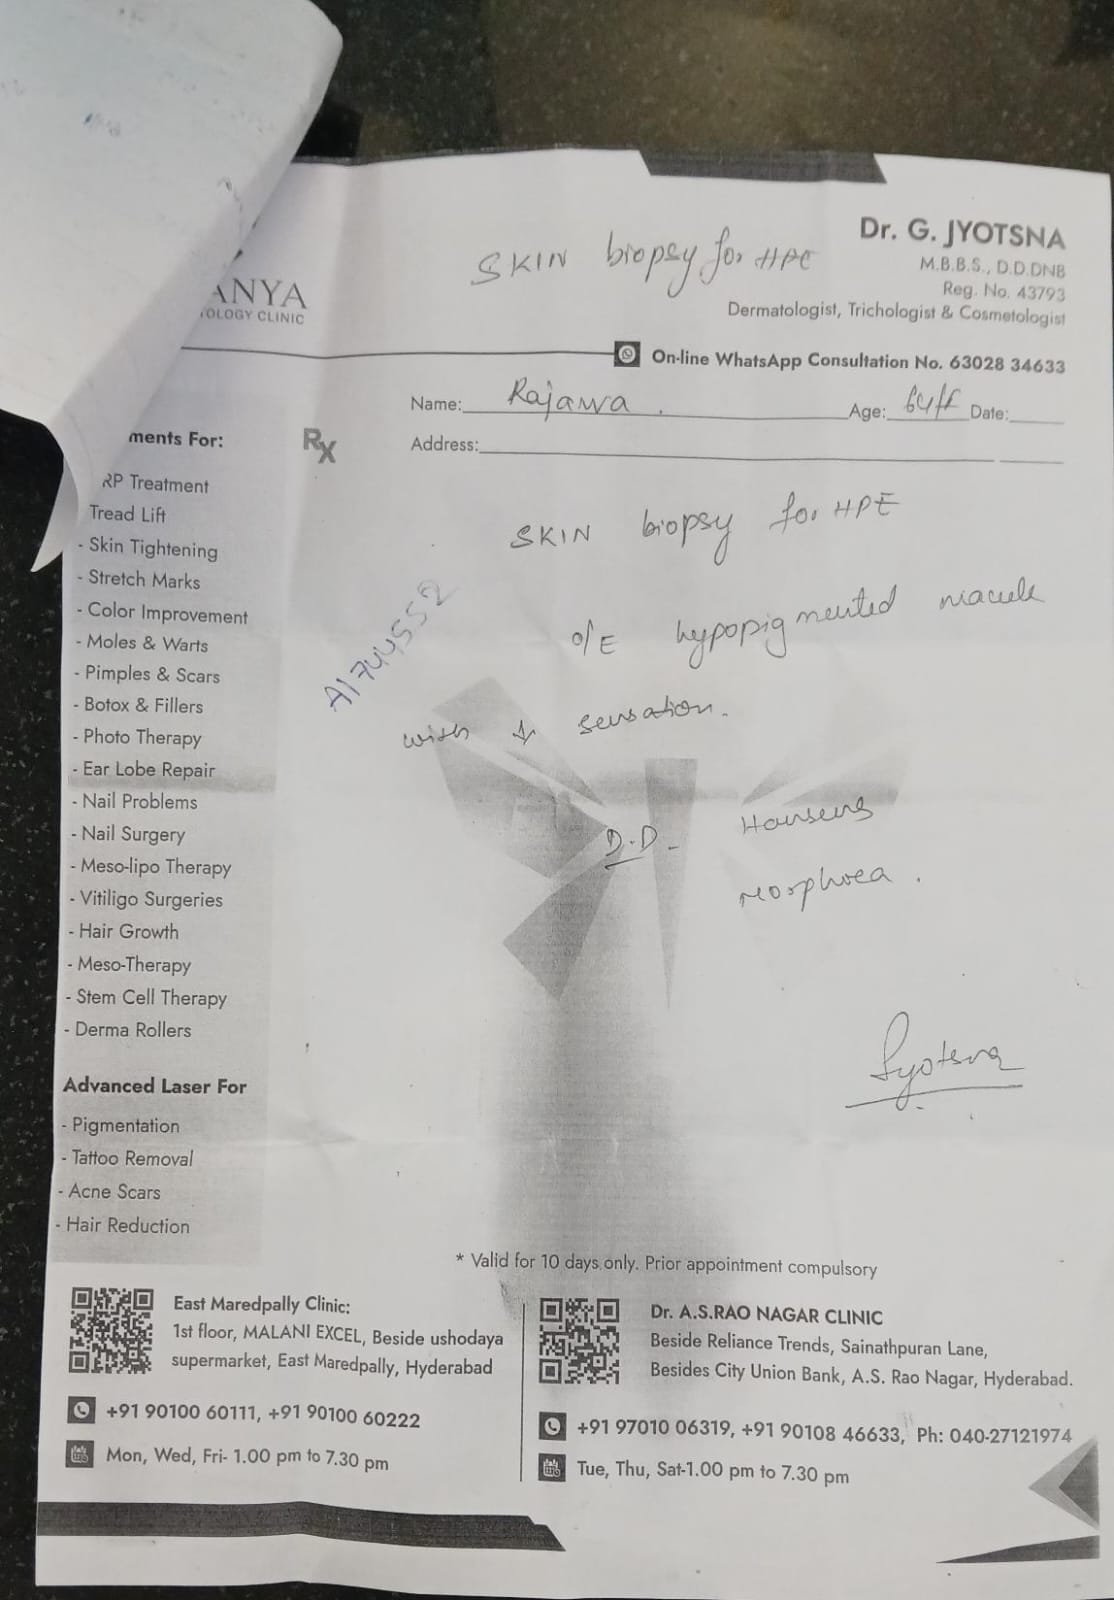 SKIN biopsy for HPE
Dr. G. JYOTSNA
M.B.B.S., D.D.DNB
Reg. No. 43793
Dermatologist, Trichologist & Cosmetologist
ANYA
OLOGY CLINIC
On-line WhatsApp Consultation No. 63028 34633
Name: Rajawa Age: 64/F Date:
Address:
Rx
ments For:
RP Treatment
Tread Lift
- Skin Tightening
- Stretch Marks
- Color Improvement
- Moles & Warts
- Pimples & Scars
- Botox & Fillers
- Photo Therapy
- Ear Lobe Repair
- Nail Problems
- Nail Surgery
- Meso-lipo Therapy
- Vitiligo Surgeries
- Hair Growth
- Meso-Therapy
- Stem Cell Therapy
- Derma Rollers
Advanced Laser For
- Pigmentation
- Tattoo Removal
- Acne Scars
- Hair Reduction
SKIN biopsy for HPE
A1744552
O/E hypopigmented macule
with ↓ sensation.
D.D - Hansens
Morphoea.
Jyotsna
* Valid for 10 days only. Prior appointment compulsory
East Maredpally Clinic:
1st floor, MALANI EXCEL, Beside ushodaya
supermarket, East Maredpally, Hyderabad
+91 90100 60111, +91 90100 60222
Mon, Wed, Fri- 1.00 pm to 7.30 pm
Dr. A.S.RAO NAGAR CLINIC
Beside Reliance Trends, Sainathpuran Lane,
Besides City Union Bank, A.S. Rao Nagar, Hyderabad.
+91 97010 06319, +91 90108 46633, Ph: 040-27121974
Tue, Thu, Sat-1.00 pm to 7.30 pm